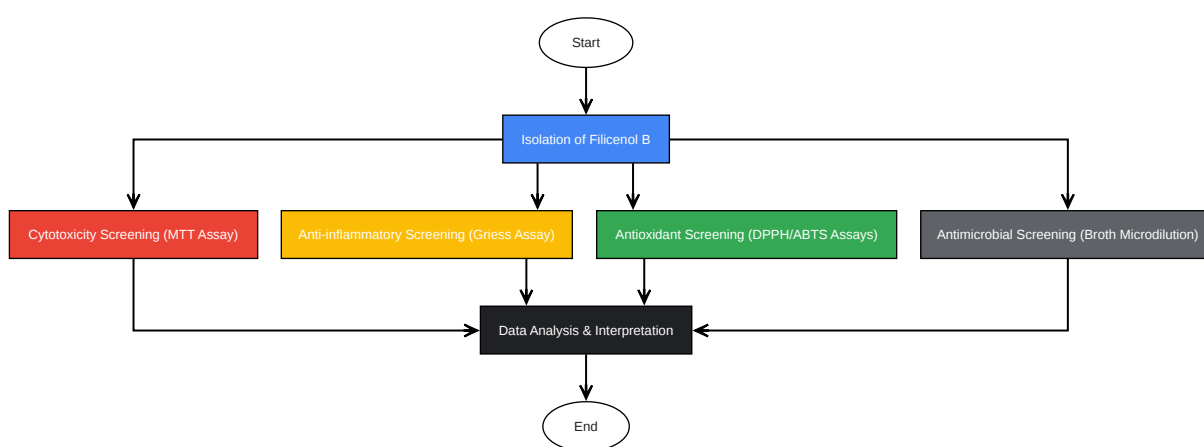 Start
Isolation of Filicenol B
Cytotoxicity Screening (MTT Assay)
Anti-inflammatory Screening (Griess Assay)
Antioxidant Screening (DPPH/ABTS Assays)
Antimicrobial Screening (Broth Microdilution)
Data Analysis & Interpretation
End